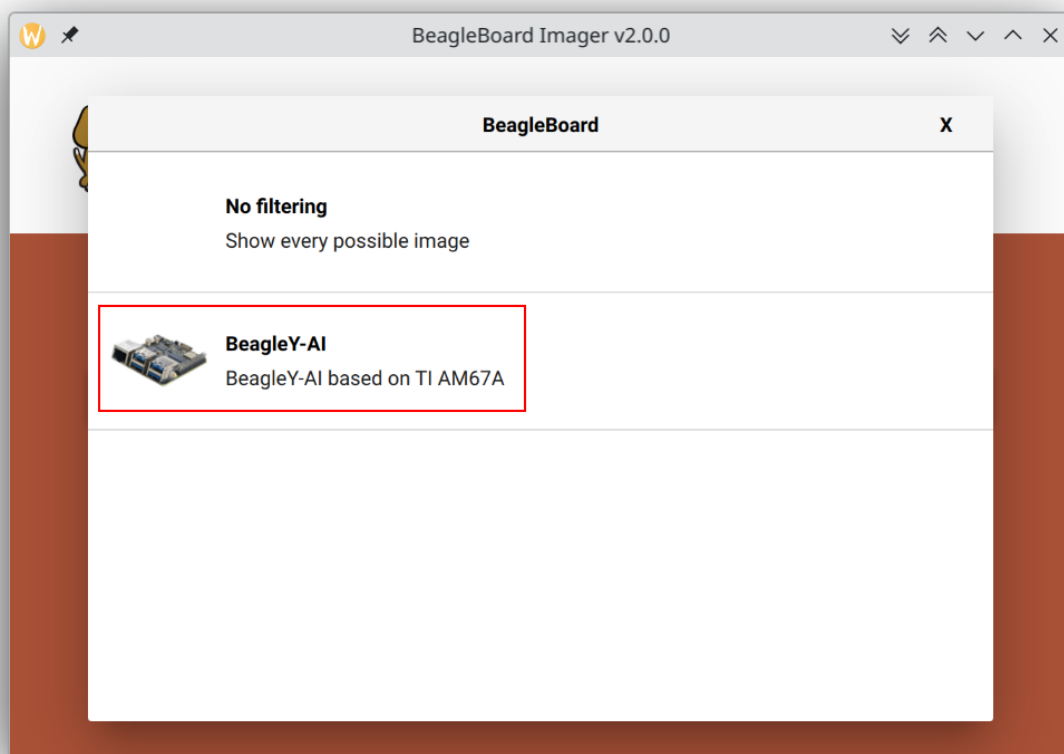 BeagleBoard Imager v2.0.0
BeagleBoard
X
No filtering
Show every possible image
BeagleY-AI
BeagleY-AI based on TI AM67A